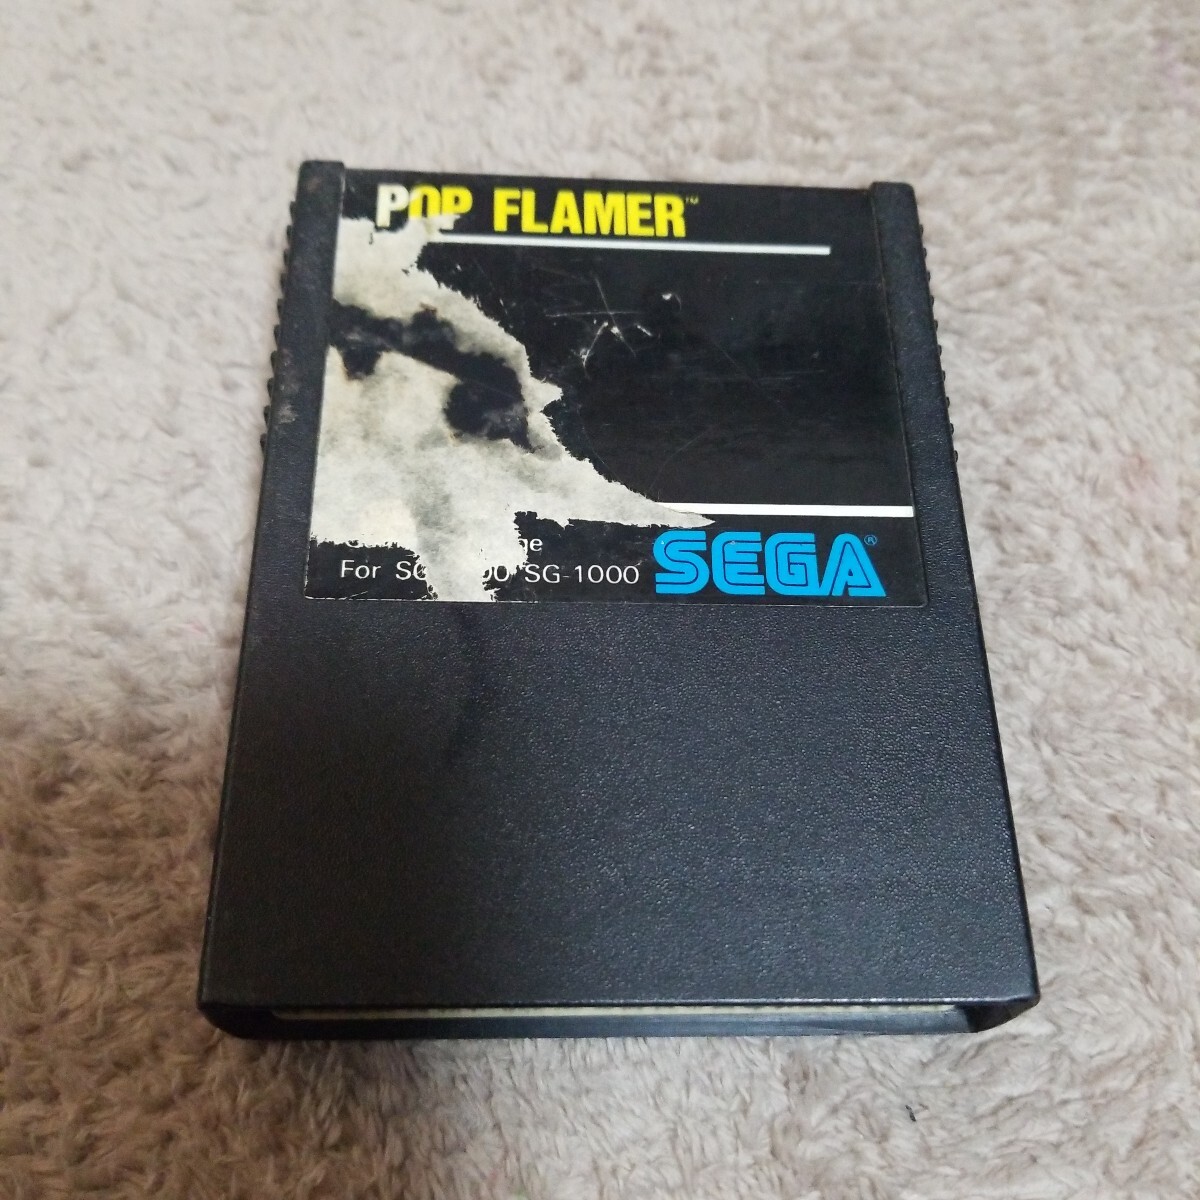 POP FLAMER™
For SG-1000
SEGA®